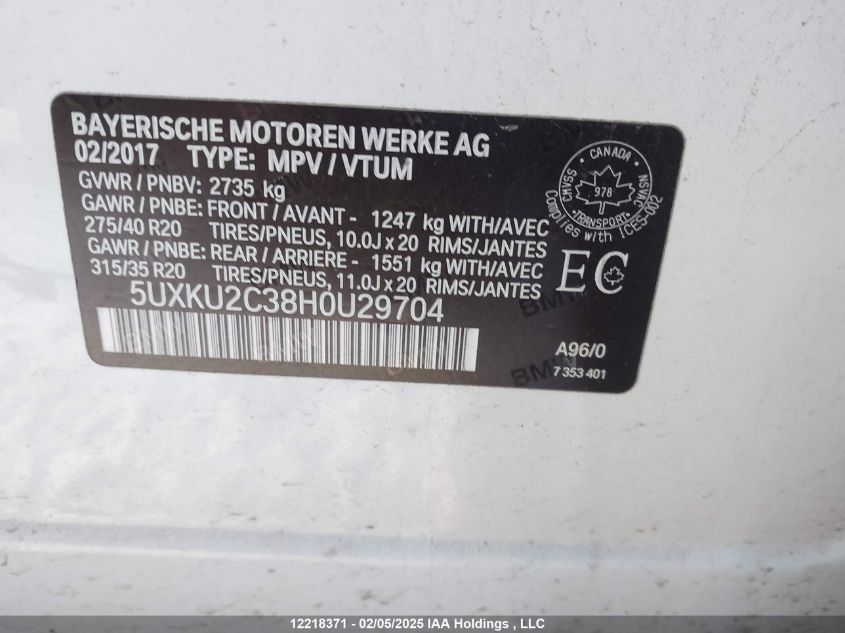 BAYERISCHE MOTOREN WERKE AG
02/2017 TYPE: MPV / VTUM
GVWR / PNBV: 2735 kg
GAWR / PNBE: FRONT / AVANT - 1247 kg WITH/AVEC
275/40 R20 TIRES/PNEUS, 10.0J x 20 RIMS/JANTES
GAWR / PNBE: REAR / ARRIERE - 1551 kg WITH/AVEC
315/35 R20 TIRES/PNEUS, 11.0J x 20 RIMS/JANTES
5UXKU2C38H0U29704
CANADA
CMVSS
NSVAC
978
TRANSPORT
Complies with ICES-002
EC
A96/0
7 353 401
BMW
12218371 - 02/05/2025 IAA Holdings, LLC